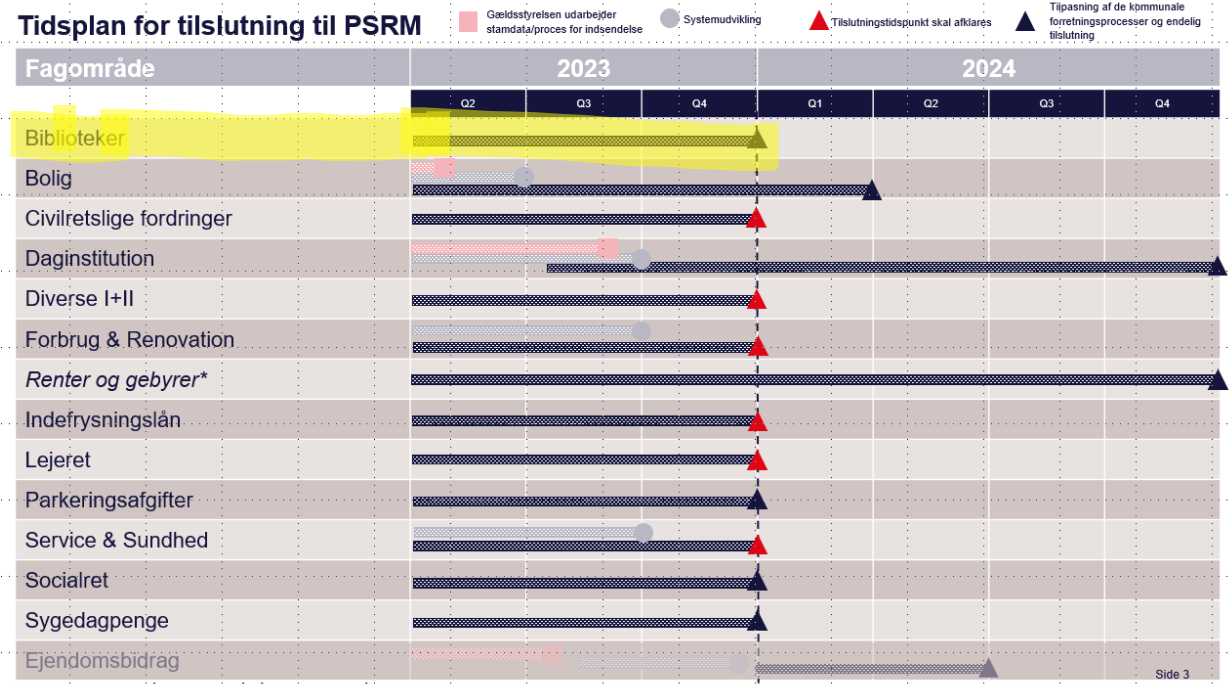 Tidsplan for tilslutning til PSRM
Gældsstyrelsen udarbejder
stamdata/proces for indsendelse
Systemudvikling
Tilslutningstidspunkt skal afklares
Tilpasning af de kommunale
forretningsprocesser og endelig
tilslutning
Fagområde 2023 2024
Q2 Q3 Q4 Q1 Q2 Q3 Q4
Biblioteker
Bolig
Civilretslige fordringer
Daginstitution
Diverse I+II
Forbrug & Renovation
Renter og gebyrer*
Indefrysningslån
Lejeret
Parkeringsafgifter
Service & Sundhed
Socialret
Sygedagpenge
Ejendomsbidrag
Side 3